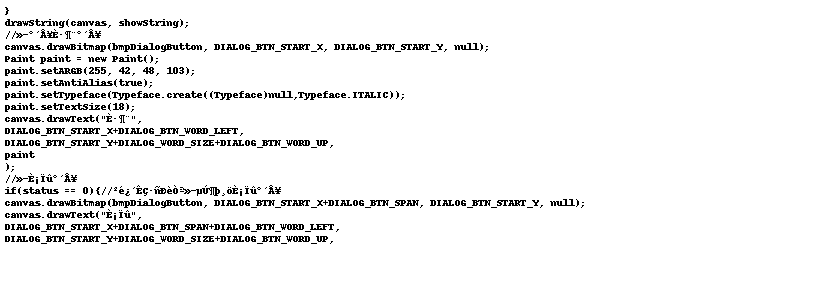 }
drawString(canvas, showString);
//»-°´Å¥È·¶¨°´Å¥
canvas.drawBitmap(bmpDialogButton, DIALOG_BTN_START_X, DIALOG_BTN_START_Y, null);
Paint paint = new Paint();
paint.setARGB(255, 42, 48, 103);
paint.setAntiAlias(true);
paint.setTypeface(Typeface.create((Typeface)null,Typeface.ITALIC));
paint.setTextSize(18);
canvas.drawText("È·¶¨",
DIALOG_BTN_START_X+DIALOG_BTN_WORD_LEFT,
DIALOG_BTN_START_Y+DIALOG_WORD_SIZE+DIALOG_BTN_WORD_UP,
paint
);
//»-È¡Ïû°´Å¥
if(status == 0){//²é¿´ÊÇ·ñÐèÒª»-µÚ¶þ¸öÈ¡Ïû°´Å¥
canvas.drawBitmap(bmpDialogButton, DIALOG_BTN_START_X+DIALOG_BTN_SPAN, DIALOG_BTN_START_Y, null);
canvas.drawText("È¡Ïû",
DIALOG_BTN_START_X+DIALOG_BTN_SPAN+DIALOG_BTN_WORD_LEFT,
DIALOG_BTN_START_Y+DIALOG_WORD_SIZE+DIALOG_BTN_WORD_UP,